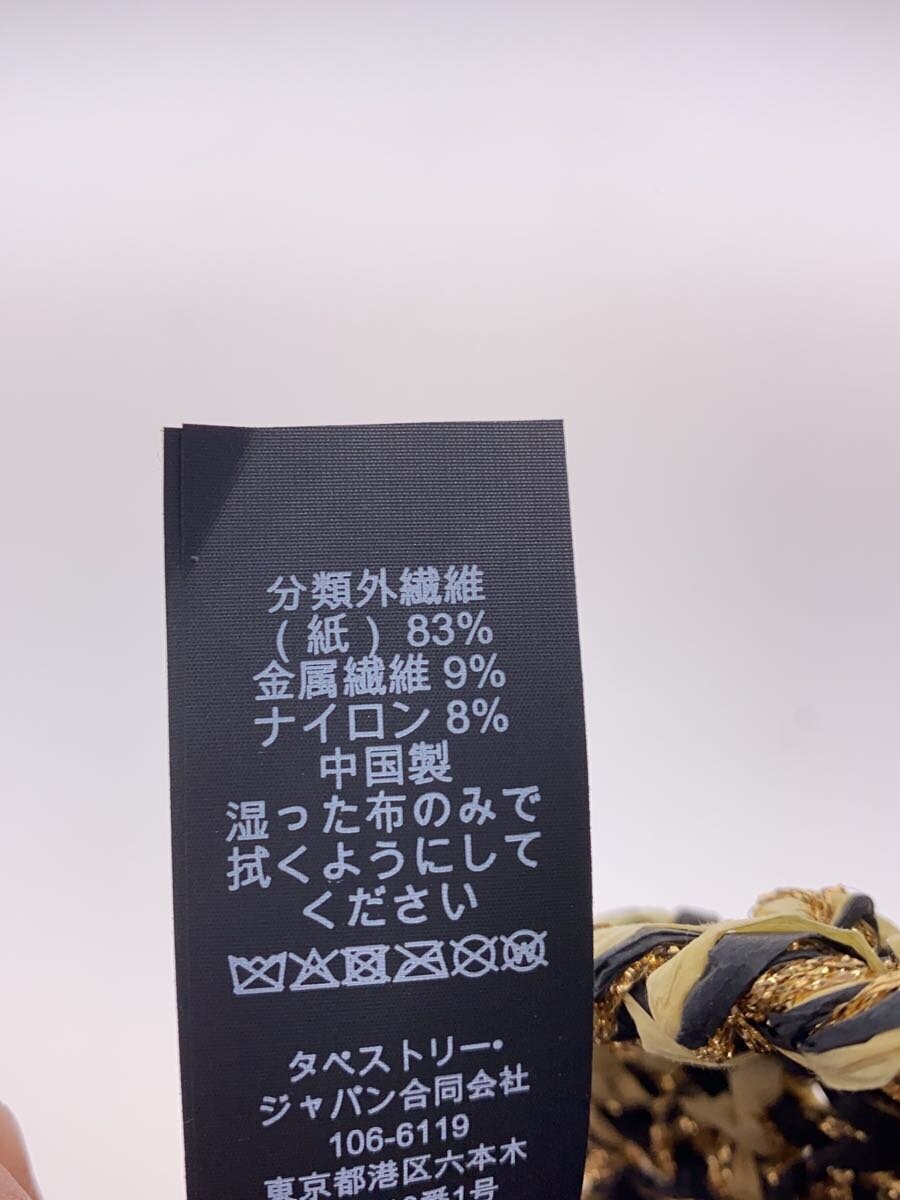 分類外繊維
(紙) 83%
金属繊維 9%
ナイロン 8%
中国製
湿った布のみで
拭くようにして
ください
タペストリー・
ジャパン合同会社
106-6119
東京都港区六本木
番1号